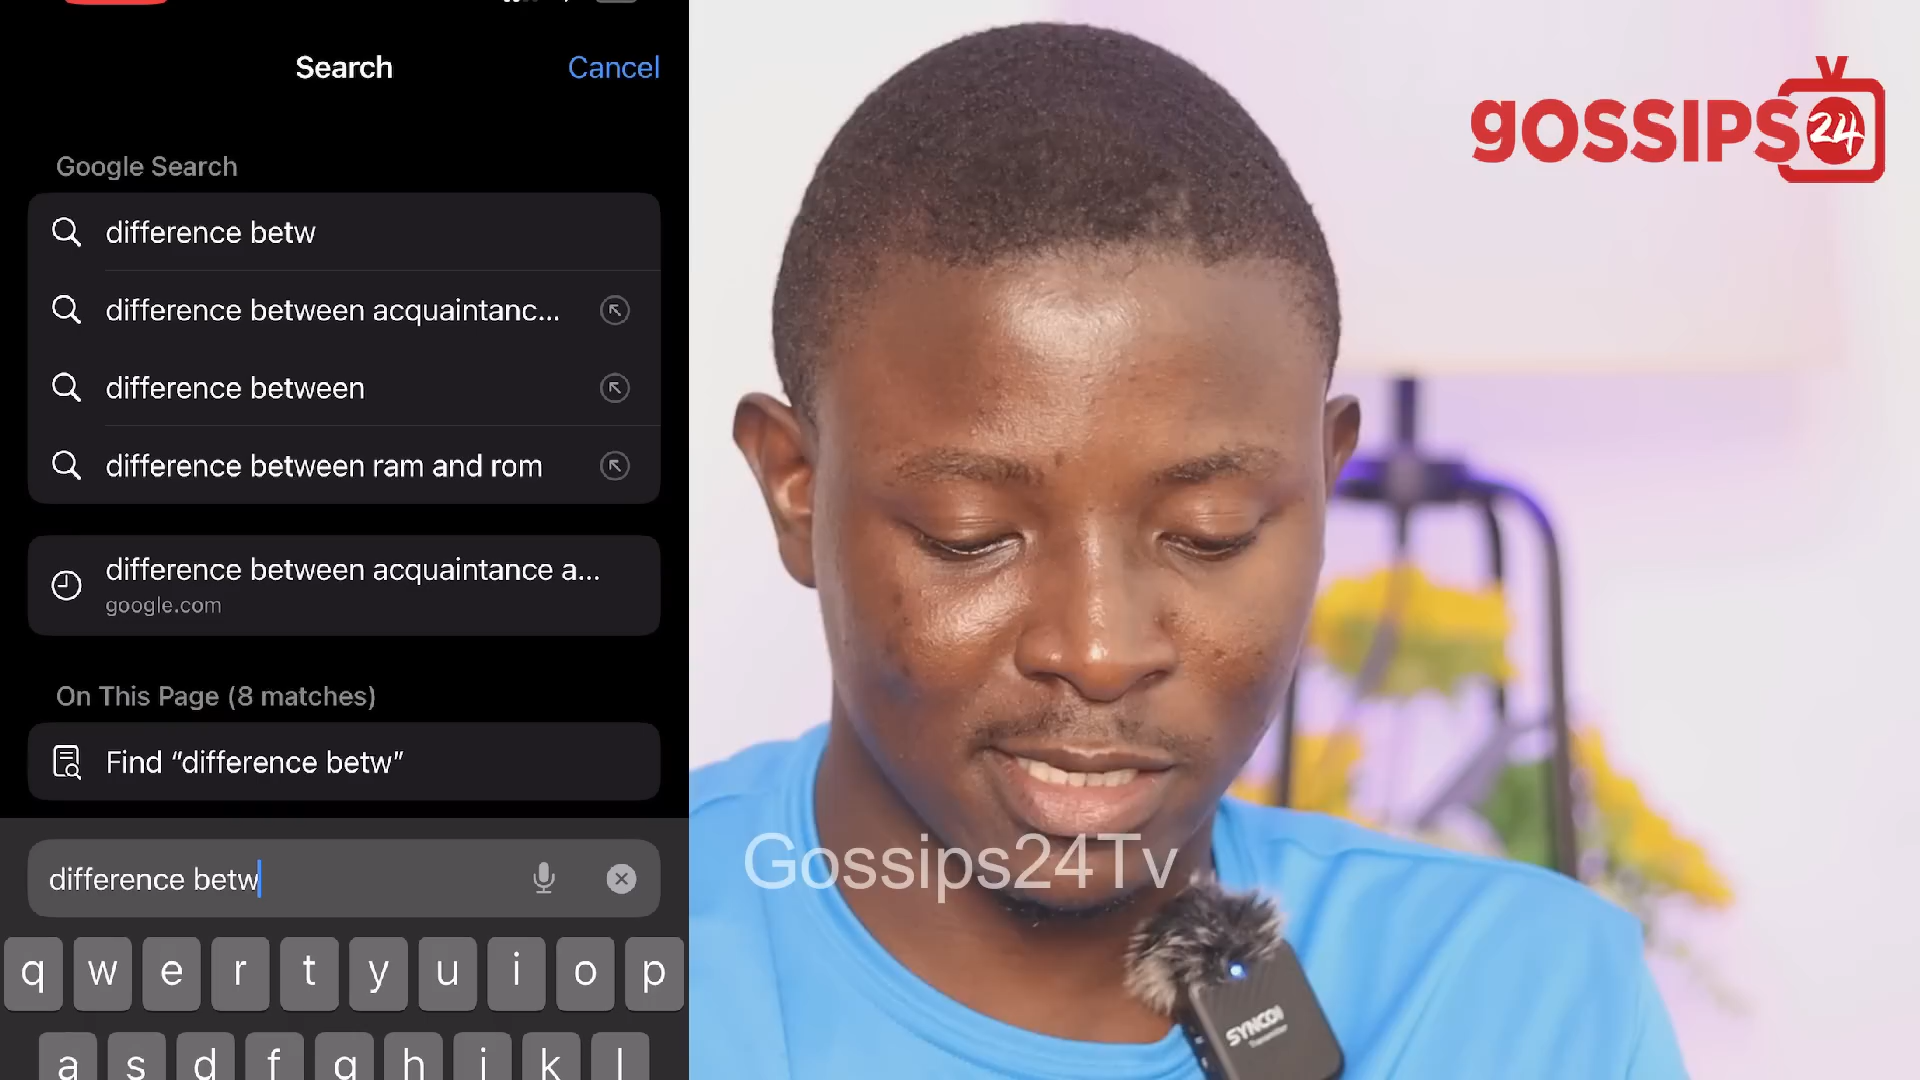 Search
Cancel
Google Search
difference betw
difference between acquaintanc...
difference between
difference between ram and rom
difference between acquaintance a...
google.com
On This Page (8 matches)
Find “difference betw”
difference betw
q w e r t y u i o p
a s d f g h j k l
gOSSIPS 24
Gossips24Tv
SYNCO
Transmitter